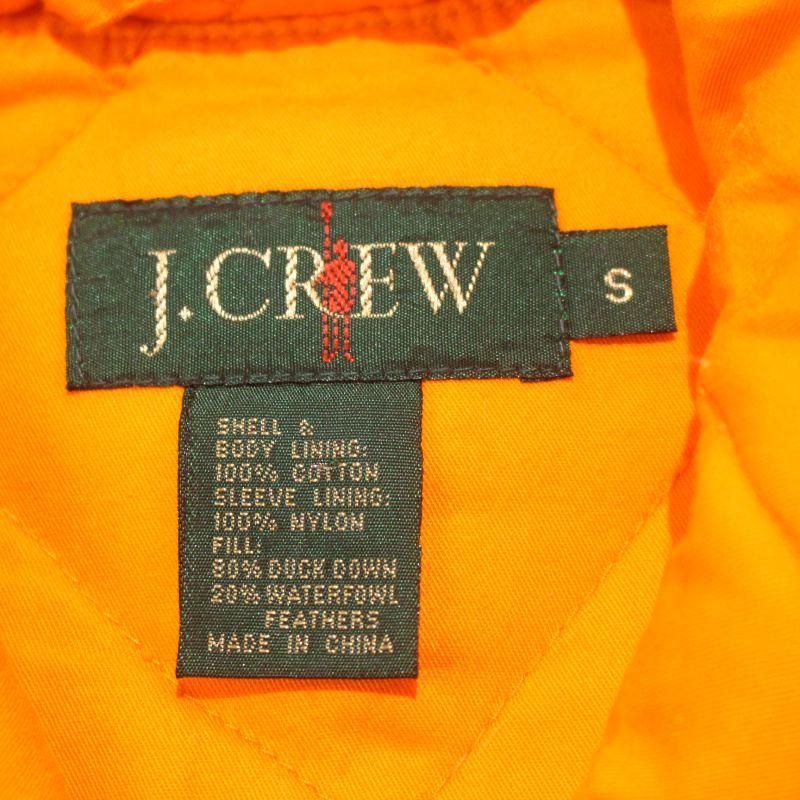 J.CREW
S
SHELL &
BODY LINING:
100% COTTON
SLEEVE LINING:
100% NYLON
FILL:
80% DUCK DOWN
20% WATERFOWL
FEATHERS
MADE IN CHINA